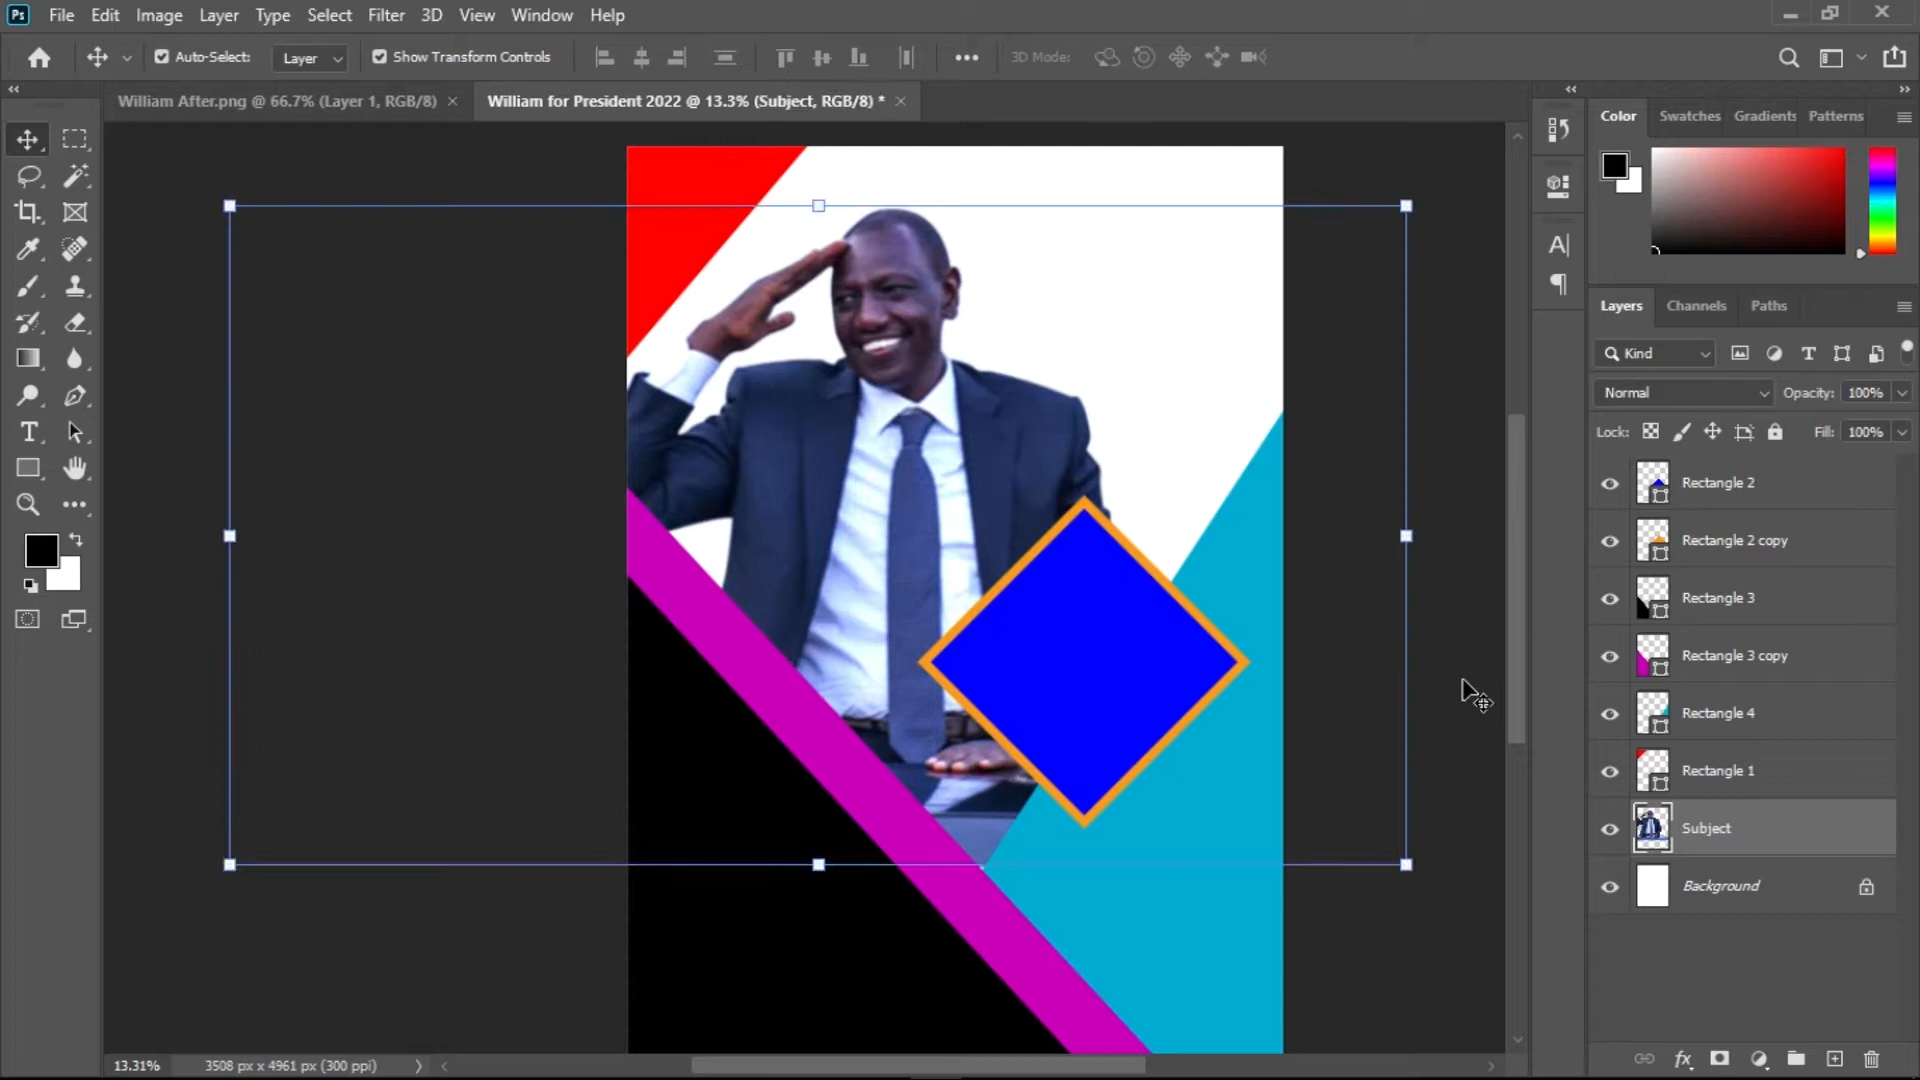 Ps File Edit Image Layer Type Select Filter 3D View Window Help
Auto-Select: Layer Show Transform Controls 3D Mode:
William After.png @ 66.7% (Layer 1, RGB/8) William for President 2022 @ 13.3% (Subject, RGB/8) *
Color Swatches Gradients Patterns
Layers Channels Paths
Kind
Normal Opacity: 100%
Lock: Fill: 100%
Rectangle 2
Rectangle 2 copy
Rectangle 3
Rectangle 3 copy
Rectangle 4
Rectangle 1
Subject
Background
13.31% 3508 px x 4961 px (300 ppi)
fx